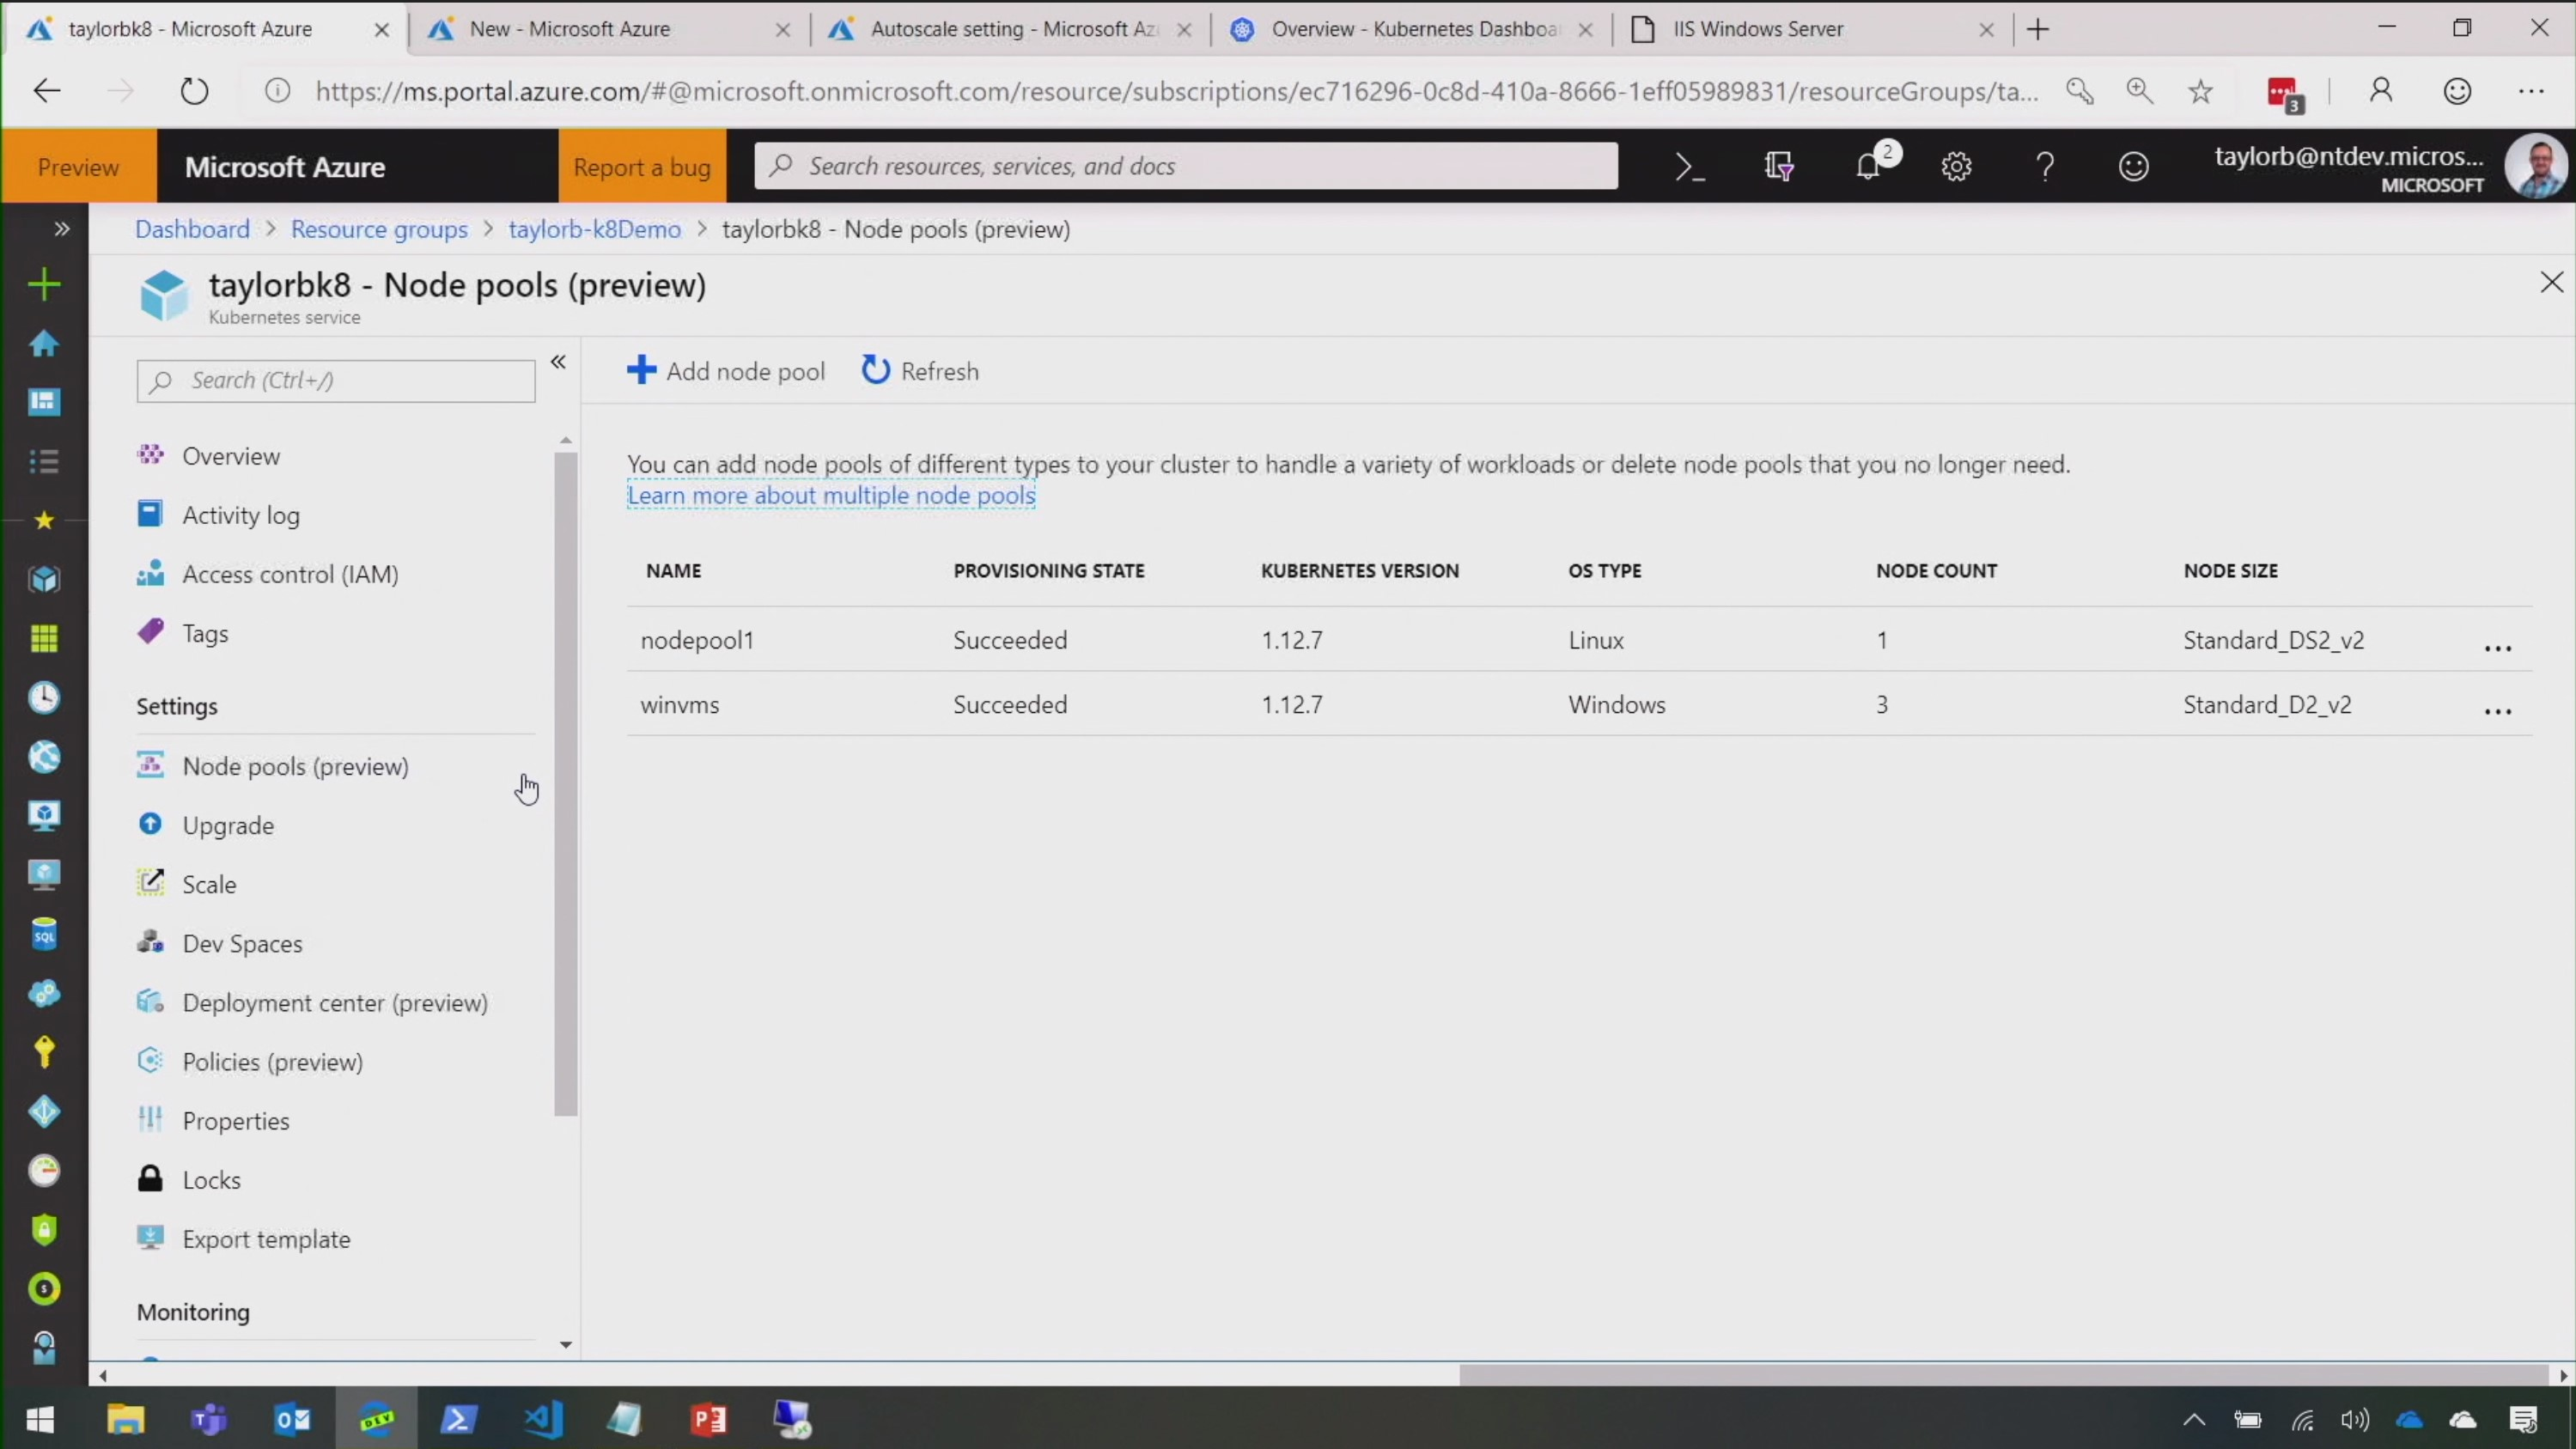 taylorbk8 - Microsoft Azure
New - Microsoft Azure
Autoscale setting - Microsoft Az
Overview - Kubernetes Dashboa
IIS Windows Server
https://ms.portal.azure.com/#@microsoft.onmicrosoft.com/resource/subscriptions/ec716296-0c8d-410a-8666-1eff05989831/resourceGroups/ta...
3
Preview
Microsoft Azure
Report a bug
Search resources, services, and docs
2
taylorb@ntdev.micros...
MICROSOFT
Dashboard > Resource groups > taylorb-k8Demo > taylorbk8 - Node pools (preview)
taylorbk8 - Node pools (preview)
Kubernetes service
Search (Ctrl+/)
Overview
Activity log
Access control (IAM)
Tags
Settings
Node pools (preview)
Upgrade
Scale
Dev Spaces
Deployment center (preview)
Policies (preview)
Properties
Locks
Export template
Monitoring
Add node pool
Refresh
You can add node pools of different types to your cluster to handle a variety of workloads or delete node pools that you no longer need.
Learn more about multiple node pools
NAME PROVISIONING STATE KUBERNETES VERSION OS TYPE NODE COUNT NODE SIZE
nodepool1 Succeeded 1.12.7 Linux 1 Standard_DS2_v2 ...
winvms Succeeded 1.12.7 Windows 3 Standard_D2_v2 ...
SQL
DEV